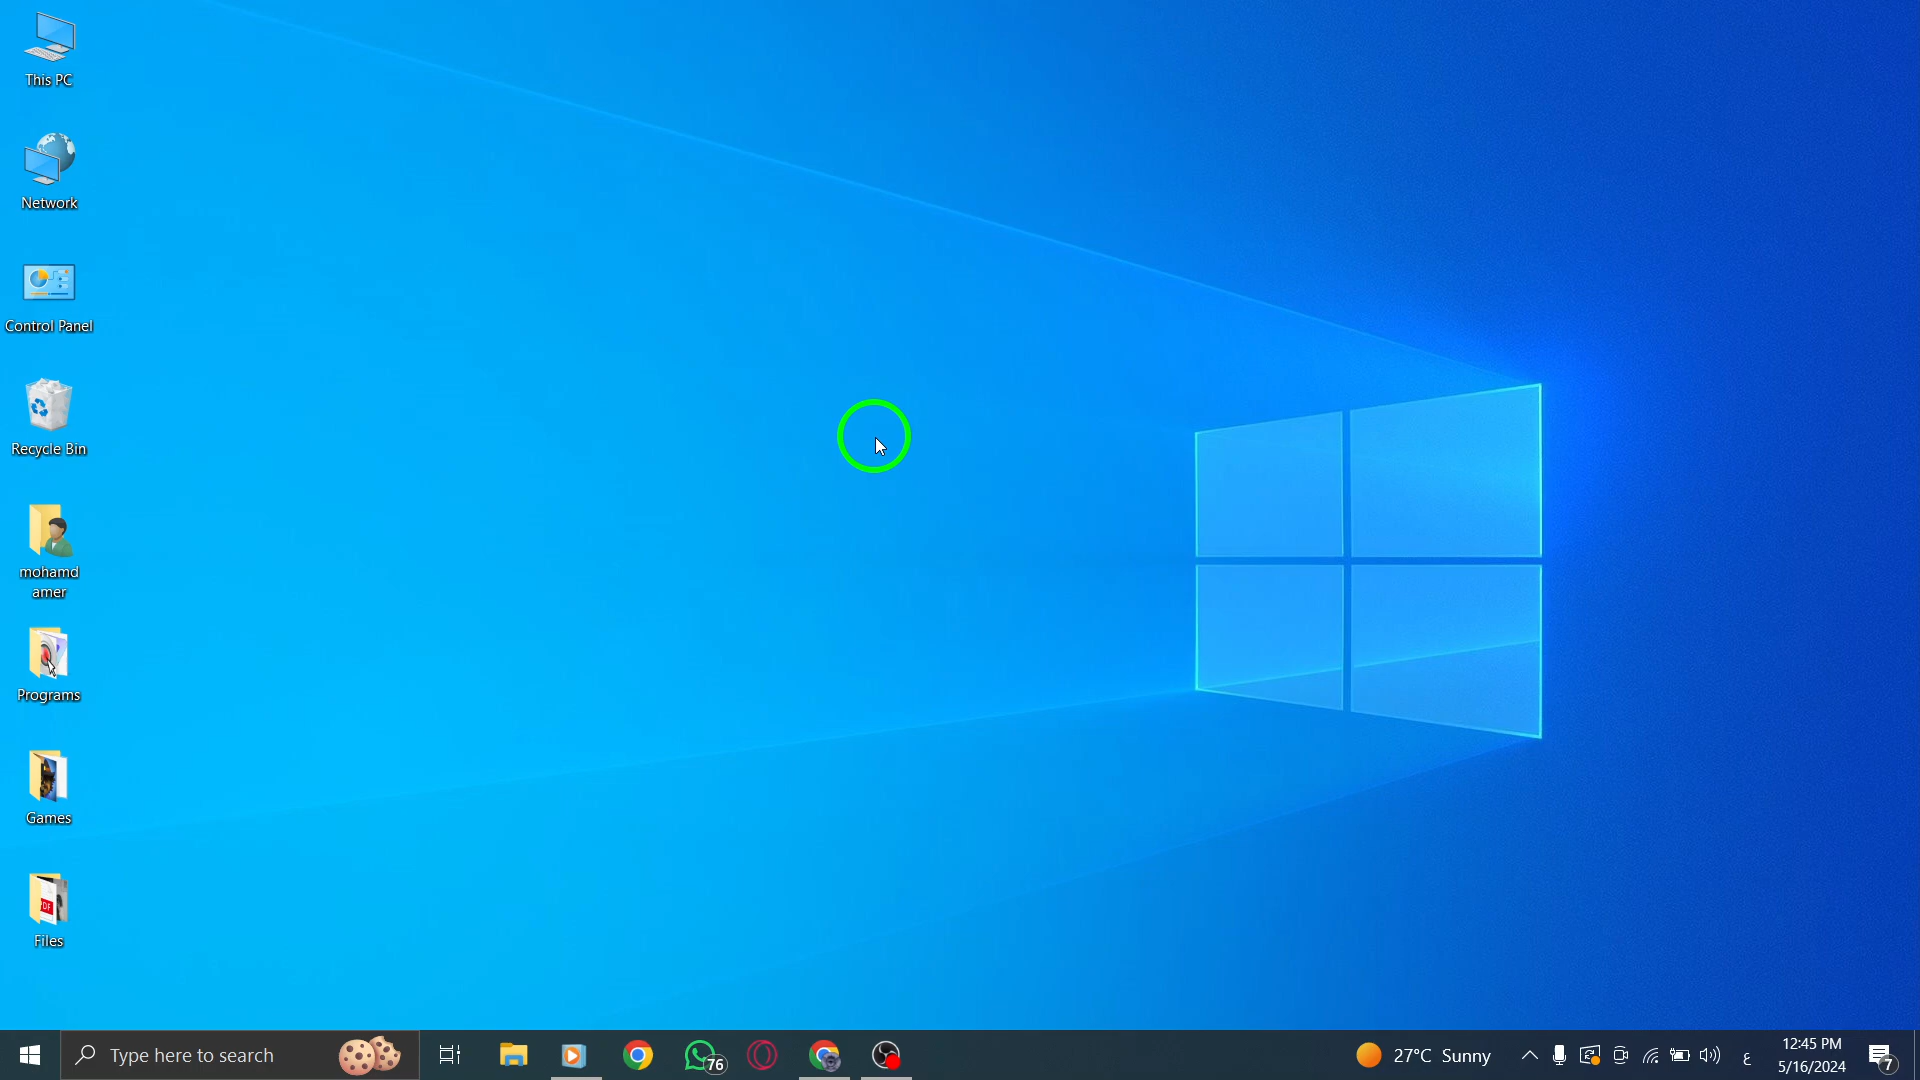 This PC
Network
Control Panel
Recycle Bin
mohamd
amer
Programs
Games
PDF
Files
Type here to search
76
27°C Sunny
ع
12:45 PM
5/16/2024
7